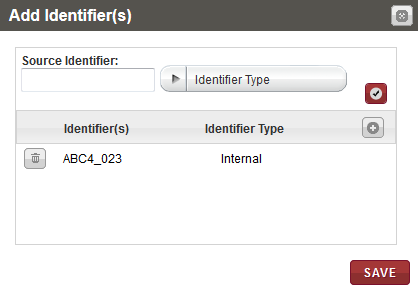 Add Identifier(s)
Source Identifier:
Identifier Type
Identifier(s) Identifier Type
ABC4_023 Internal
SAVE